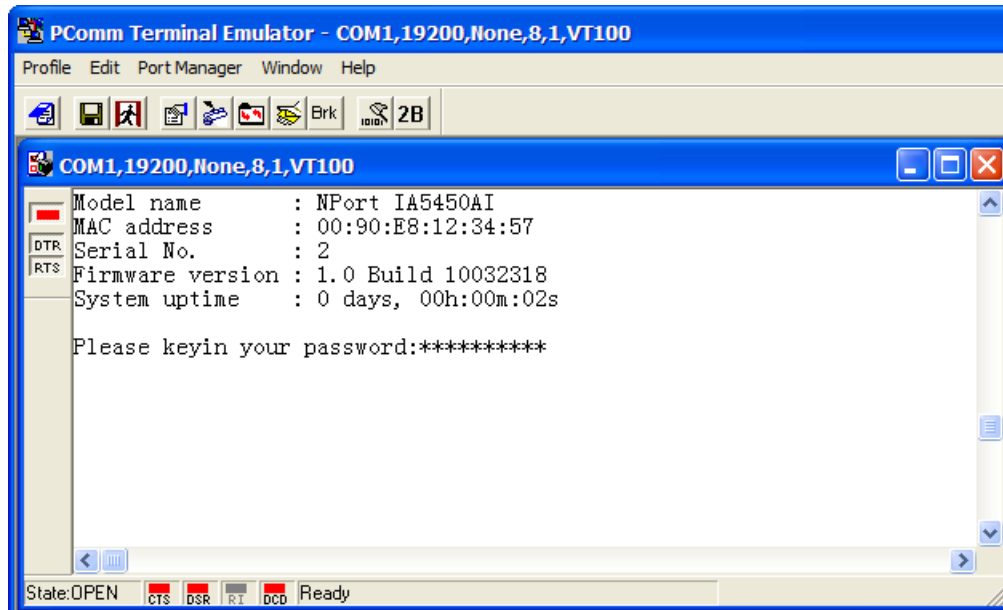 PComm Terminal Emulator - COM1,19200,None,8,1,VT100
Profile Edit Port Manager Window Help
Brk 2B
COM1,19200,None,8,1,VT100
Model name : NPort IA5450AI
MAC address : 00:90:E8:12:34:57
DTR
Serial No. : 2
RTS
Firmware version : 1.0 Build 10032318
System uptime : 0 days, 00h:00m:02s
Please keyin your password:**********
State:OPEN CTS DSR RI DCD Ready